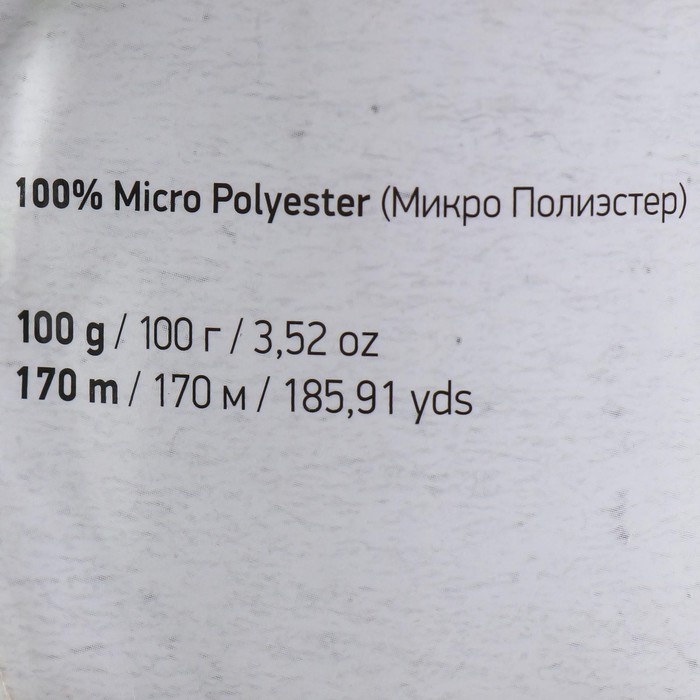 100% Micro Polyester (Микро Полиэстер)
100 g / 100 г / 3,52 oz
170 m / 170 м / 185,91 yds